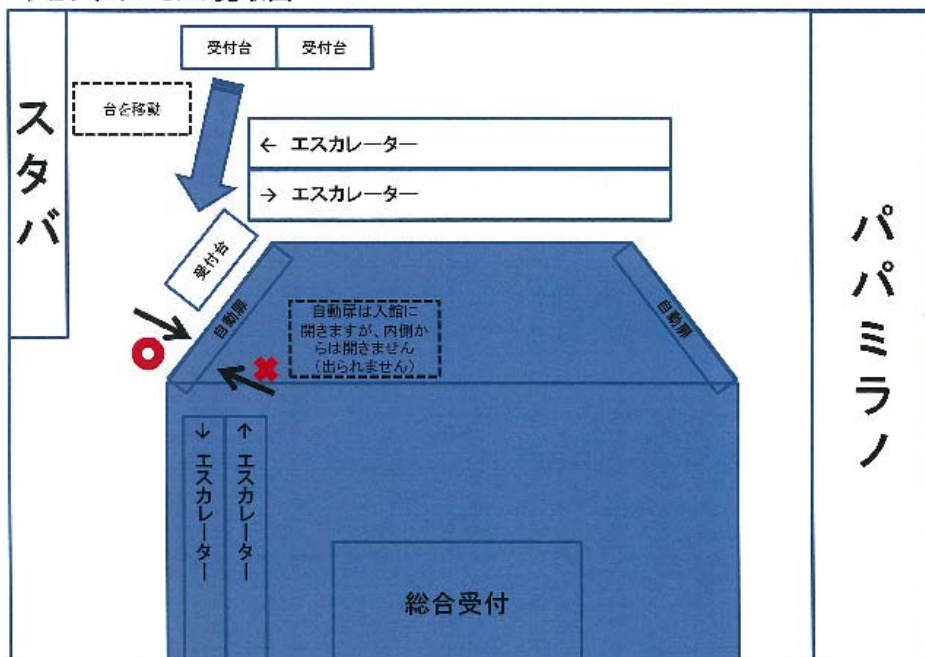 受付台
受付台
台を移動
← エスカレーター
→ エスカレーター
スタバ
パパミラノ
受付台
自動扉
自動扉
自動扉は入館に
開きますが、内側か
らは開きません
（出られません）
↓ エスカレーター
↑ エスカレーター
総合受付